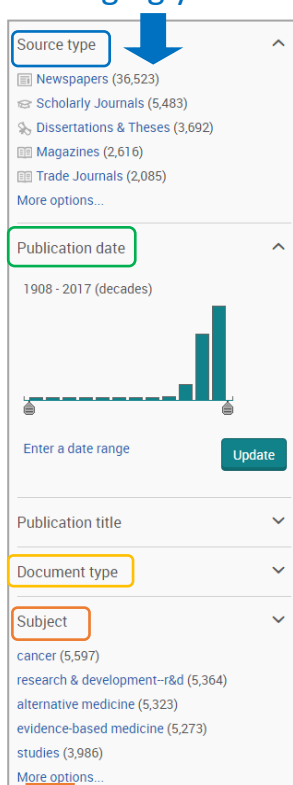 Source type
Newspapers (36,523)
Scholarly Journals (5,483)
Dissertations & Theses (3,692)
Magazines (2,616)
Trade Journals (2,085)
More options...
Publication date
1908 - 2017 (decades)
Enter a date range
Update
Publication title
Document type
Subject
cancer (5,597)
research & development--r&d (5,364)
alternative medicine (5,323)
evidence-based medicine (5,273)
studies (3,986)
More options...